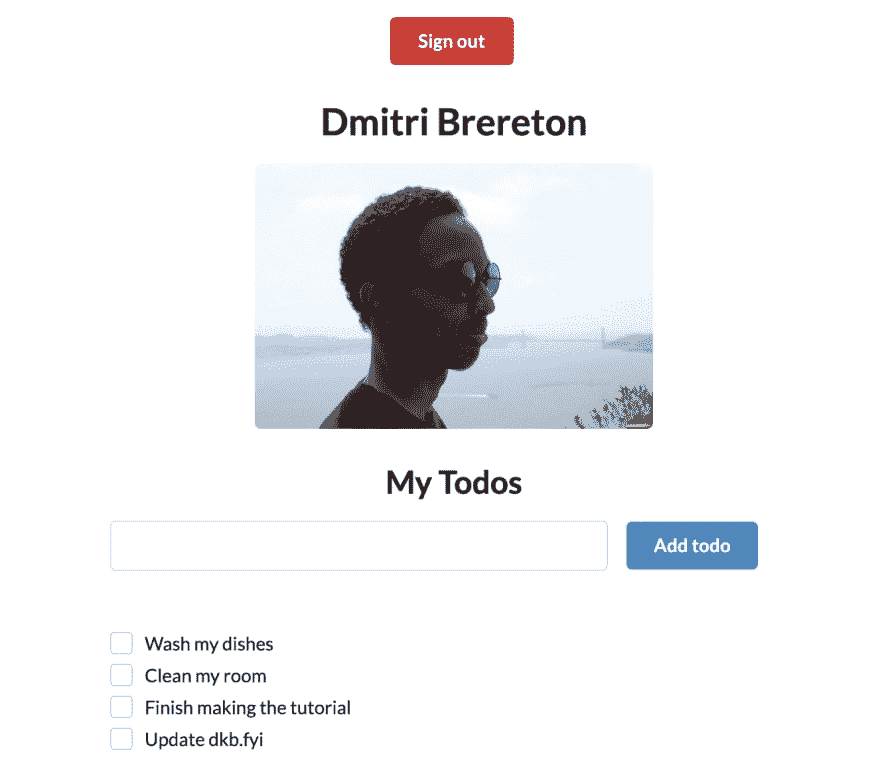 Sign out
Dmitri Brereton
My Todos
Add todo
Wash my dishes
Clean my room
Finish making the tutorial
Update dkb.fyi